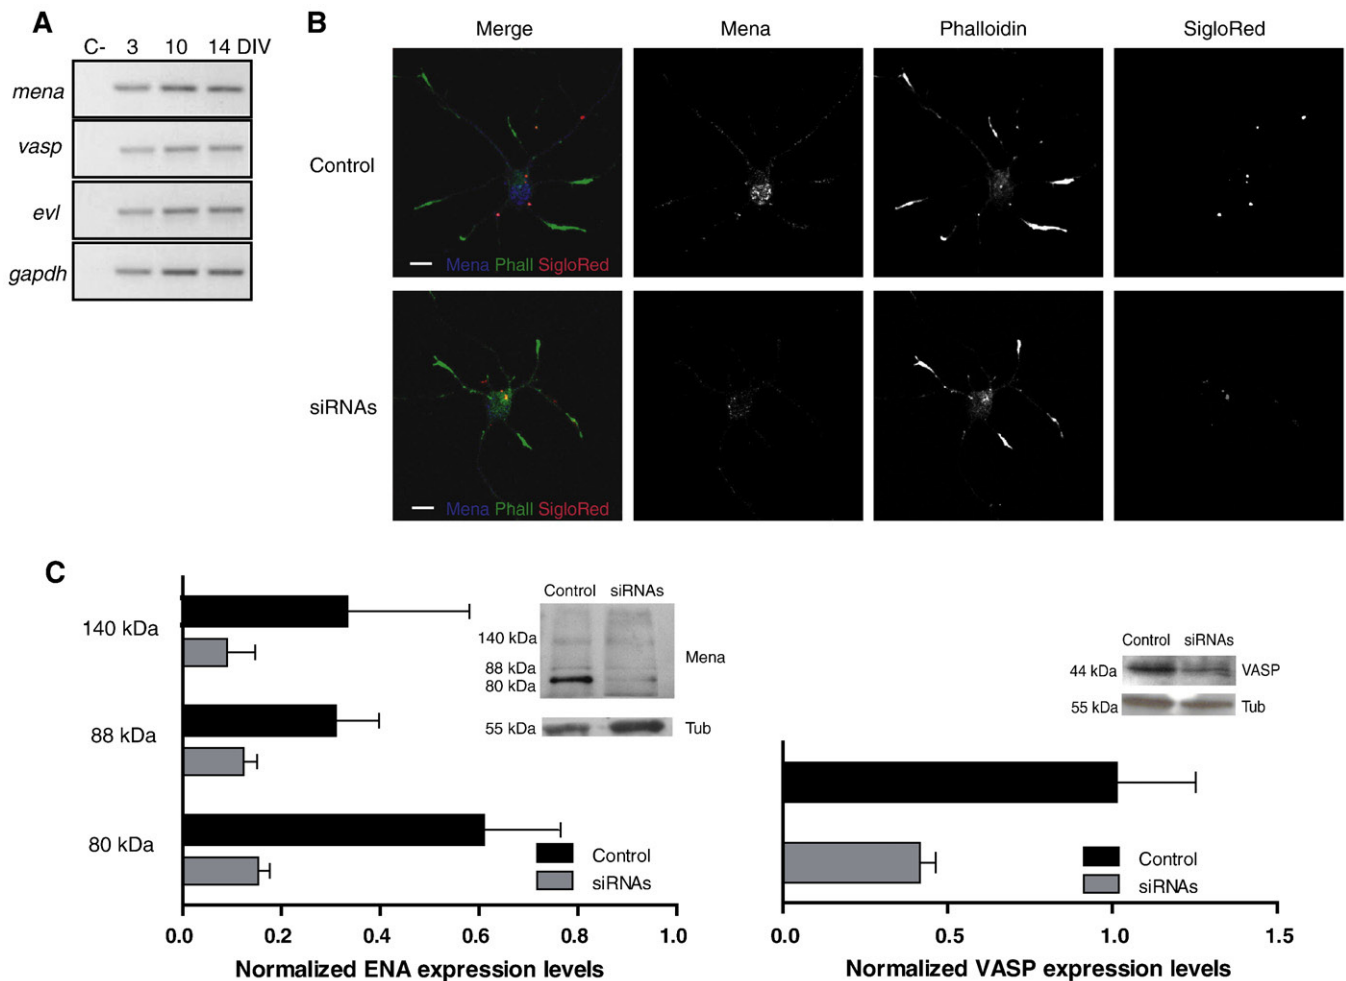 A
C- 3 10 14 DIV
mena
vasp
evl
gapdh
B
Merge Mena Phalloidin SigloRed
Control
Mena Phall SigloRed
siRNAs
Mena Phall SigloRed
C
140 kDa
88 kDa
80 kDa
Control siRNAs
140 kDa
88 kDa
80 kDa
Mena
55 kDa Tub
Control
siRNAs
0.0 0.2 0.4 0.6 0.8 1.0
Normalized ENA expression levels
Control siRNAs
44 kDa VASP
55 kDa Tub
Control
siRNAs
0.0 0.5 1.0 1.5
Normalized VASP expression levels